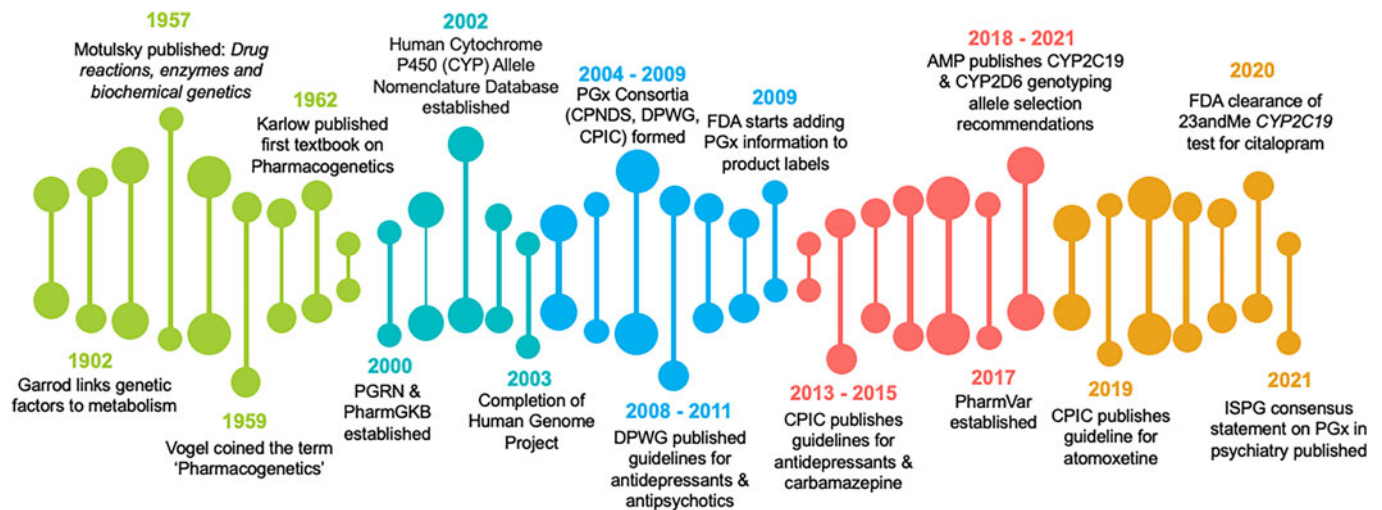 1957
Motulsky published: Drug
reactions, enzymes and
biochemical genetics
1962
Karlow published
first textbook on
Pharmacogenetics
2002
Human Cytochrome
P450 (CYP) Allele
Nomenclature Database
established
2004 - 2009
PGx Consortia
(CPNDS, DPWG,
CPIC) formed
2009
FDA starts adding
PGx information to
product labels
2018 - 2021
AMP publishes CYP2C19
& CYP2D6 genotyping
allele selection
recommendations
2020
FDA clearance of
23andMe CYP2C19
test for citalopram
1902
Garrod links genetic
factors to metabolism
1959
Vogel coined the term
‘Pharmacogenetics’
2000
PGRN &
PharmGKB
established
2003
Completion of
Human Genome
Project
2008 - 2011
DPWG published
guidelines for
antidepressants &
antipsychotics
2013 - 2015
CPIC publishes
guidelines for
antidepressants &
carbamazepine
2017
PharmVar
established
2019
CPIC publishes
guideline for
atomoxetine
2021
ISPG consensus
statement on PGx in
psychiatry published